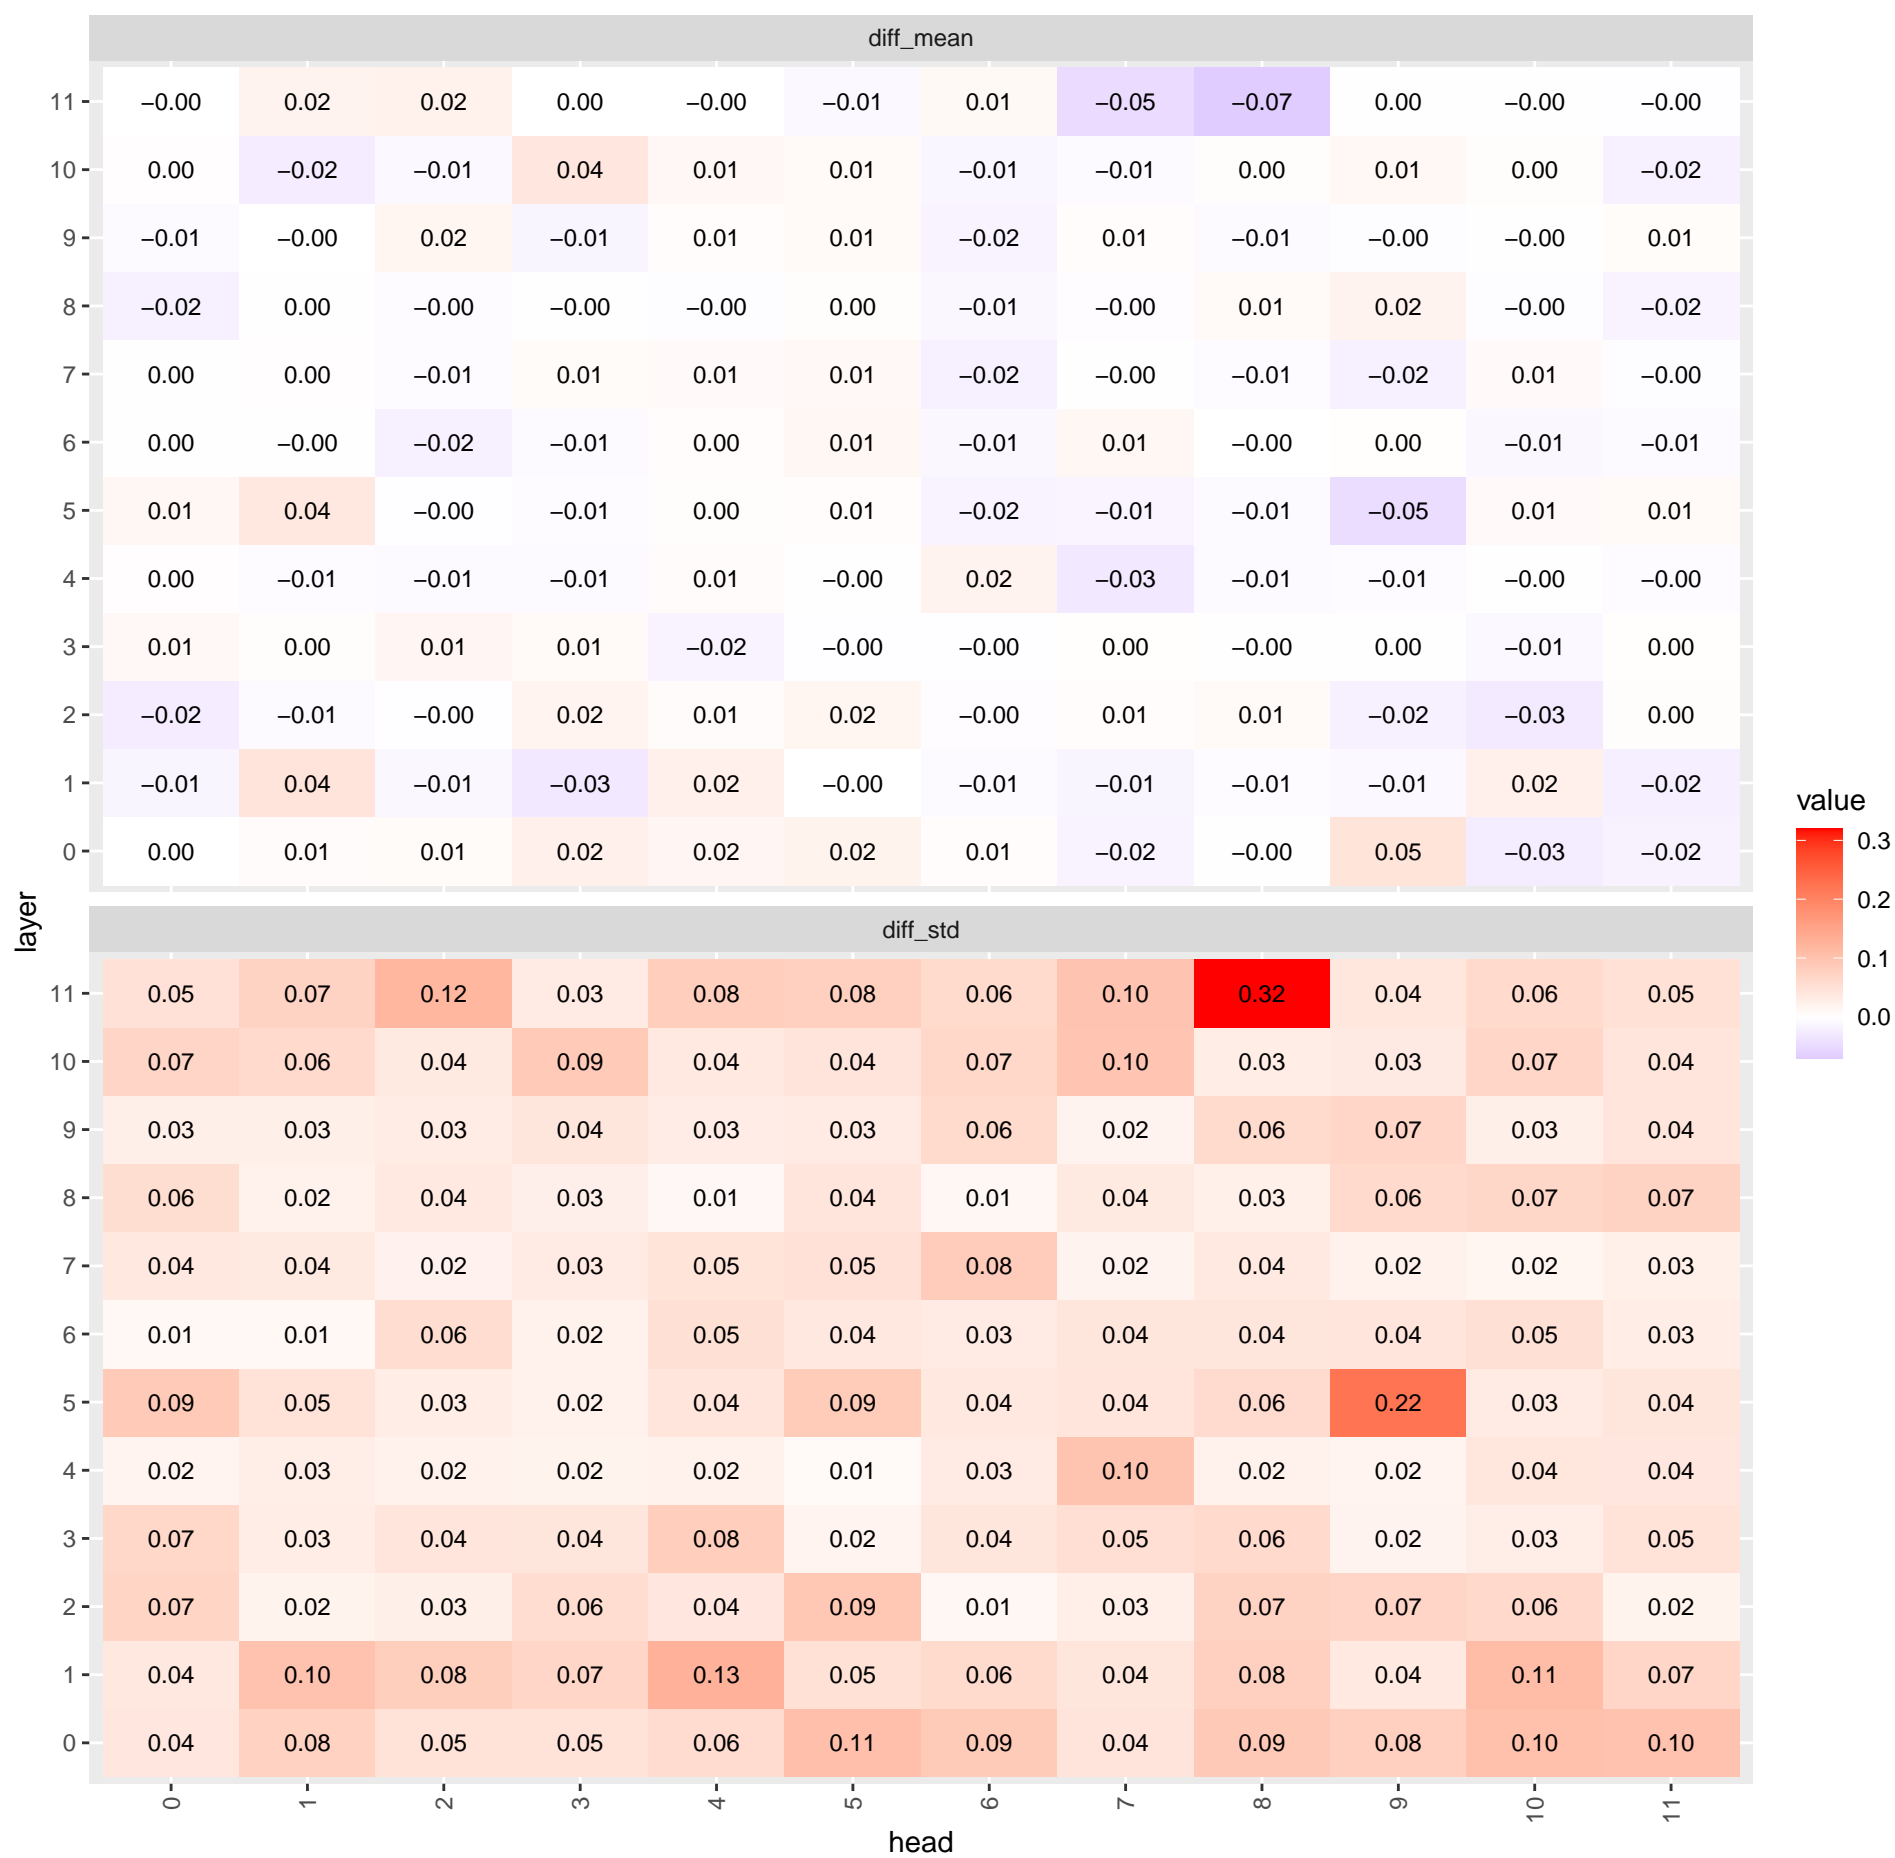 diff_mean
11 −0.00 0.02 0.02 0.00 −0.00 −0.01 0.01 −0.05 −0.07 0.00 −0.00 −0.00
10 0.00 −0.02 −0.01 0.04 0.01 0.01 −0.01 −0.01 0.00 0.01 0.00 −0.02
9 −0.01 −0.00 0.02 −0.01 0.01 0.01 −0.02 0.01 −0.01 −0.00 −0.00 0.01
8 −0.02 0.00 −0.00 −0.00 −0.00 0.00 −0.01 −0.00 0.01 0.02 −0.00 −0.02
7 0.00 0.00 −0.01 0.01 0.01 0.01 −0.02 −0.00 −0.01 −0.02 0.01 −0.00
6 0.00 −0.00 −0.02 −0.01 0.00 0.01 −0.01 0.01 −0.00 0.00 −0.01 −0.01
5 0.01 0.04 −0.00 −0.01 0.00 0.01 −0.02 −0.01 −0.01 −0.05 0.01 0.01
4 0.00 −0.01 −0.01 −0.01 0.01 −0.00 0.02 −0.03 −0.01 −0.01 −0.00 −0.00
3 0.01 0.00 0.01 0.01 −0.02 −0.00 −0.00 0.00 −0.00 0.00 −0.01 0.00
2 −0.02 −0.01 −0.00 0.02 0.01 0.02 −0.00 0.01 0.01 −0.02 −0.03 0.00
1 −0.01 0.04 −0.01 −0.03 0.02 −0.00 −0.01 −0.01 −0.01 −0.01 0.02 −0.02
0 0.00 0.01 0.01 0.02 0.02 0.02 0.01 −0.02 −0.00 0.05 −0.03 −0.02
layer
diff_std
11 0.05 0.07 0.12 0.03 0.08 0.08 0.06 0.10 0.32 0.04 0.06 0.05
10 0.07 0.06 0.04 0.09 0.04 0.04 0.07 0.10 0.03 0.03 0.07 0.04
9 0.03 0.03 0.03 0.04 0.03 0.03 0.06 0.02 0.06 0.07 0.03 0.04
8 0.06 0.02 0.04 0.03 0.01 0.04 0.01 0.04 0.03 0.06 0.07 0.07
7 0.04 0.04 0.02 0.03 0.05 0.05 0.08 0.02 0.04 0.02 0.02 0.03
6 0.01 0.01 0.06 0.02 0.05 0.04 0.03 0.04 0.04 0.04 0.05 0.03
5 0.09 0.05 0.03 0.02 0.04 0.09 0.04 0.04 0.06 0.22 0.03 0.04
4 0.02 0.03 0.02 0.02 0.02 0.01 0.03 0.10 0.02 0.02 0.04 0.04
3 0.07 0.03 0.04 0.04 0.08 0.02 0.04 0.05 0.06 0.02 0.03 0.05
2 0.07 0.02 0.03 0.06 0.04 0.09 0.01 0.03 0.07 0.07 0.06 0.02
1 0.04 0.10 0.08 0.07 0.13 0.05 0.06 0.04 0.08 0.04 0.11 0.07
0 0.04 0.08 0.05 0.05 0.06 0.11 0.09 0.04 0.09 0.08 0.10 0.10
0 1 2 3 4 5 6 7 8 9 10 11
head
value
0.3
0.2
0.1
0.0